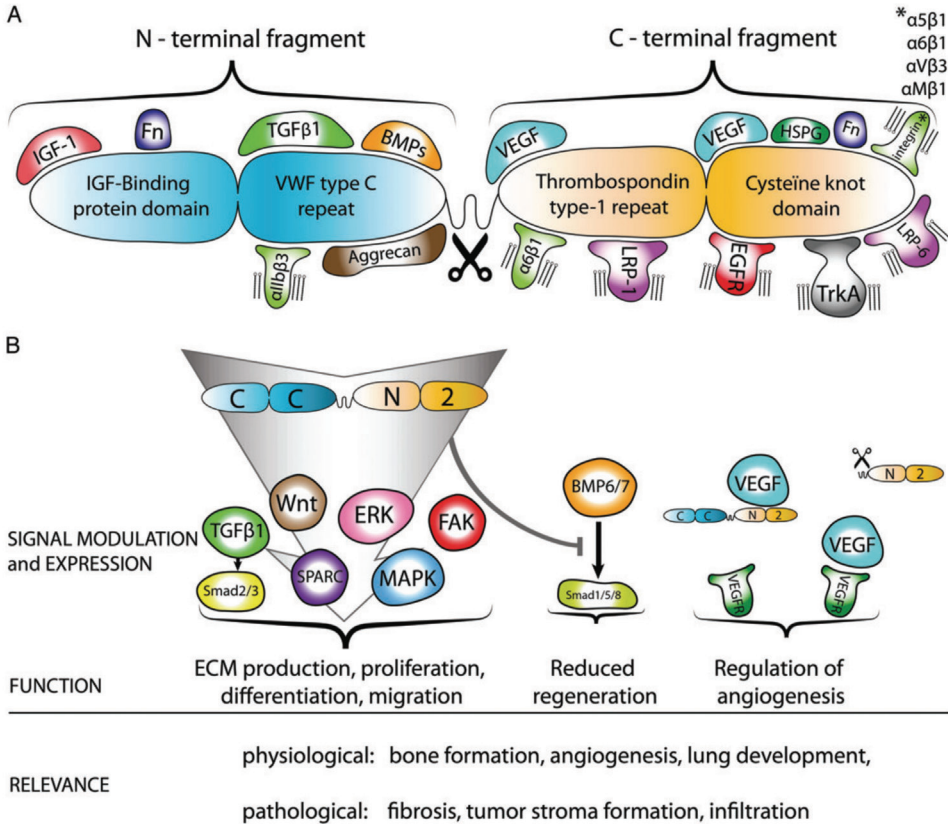 A
N - terminal fragment
C - terminal fragment
*α5β1
α6β1
αVβ3
αMβ1
IGF-1
Fn
TGFβ1
BMPs
VEGF
VEGF
HSPG
Fn
integrin*
IGF-Binding
protein domain
VWF type C
repeat
Thrombospondin
type-1 repeat
Cysteïne knot
domain
αIIbβ3
Aggrecan
α6β1
LRP-1
EGFR
TrkA
LRP-6
B
C C N 2
Wnt
TGFβ1
ERK
FAK
SPARC
MAPK
Smad2/3
BMP6/7
Smad1/5/8
VEGF
C C N 2
N 2
VEGF
VEGFR
VEGFR
SIGNAL MODULATION
and EXPRESSION
FUNCTION
ECM production, proliferation,
differentiation, migration
Reduced
regeneration
Regulation of
angiogenesis
RELEVANCE
physiological: bone formation, angiogenesis, lung development,
pathological: fibrosis, tumor stroma formation, infiltration